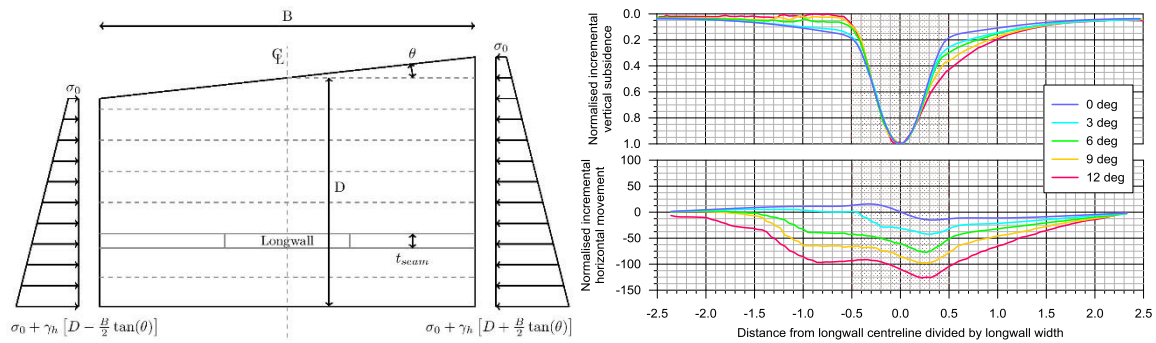 B
℄
θ
σ₀
σ₀
D
Longwall
t_seam
σ₀ + γₕ [D − B/2 tan(θ)]
σ₀ + γₕ [D + B/2 tan(θ)]
Normalised incremental
vertical subsidence
0.0
0.2
0.4
0.6
0.8
1.0
0 deg
3 deg
6 deg
9 deg
12 deg
Normalised incremental
horizontal movement
100
50
0
-50
-100
-150
-2.5 -2.0 -1.5 -1.0 -0.5 0.0 0.5 1.0 1.5 2.0 2.5
Distance from longwall centreline divided by longwall width